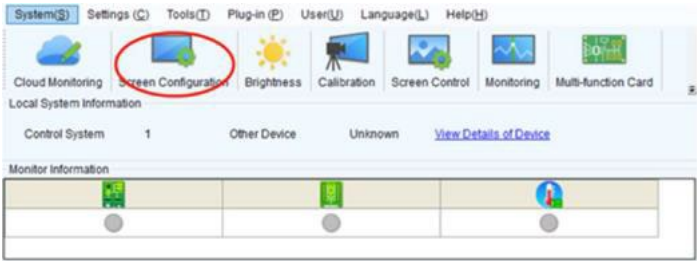 System(S) Settings (C) Tools(T) Plug-in (P) User(U) Language(L) Help(H)
Cloud Monitoring Screen Configuration Brightness Calibration Screen Control Monitoring Multi-function Card
Local System Information
Control System 1 Other Device Unknown View Details of Device
Monitor Information